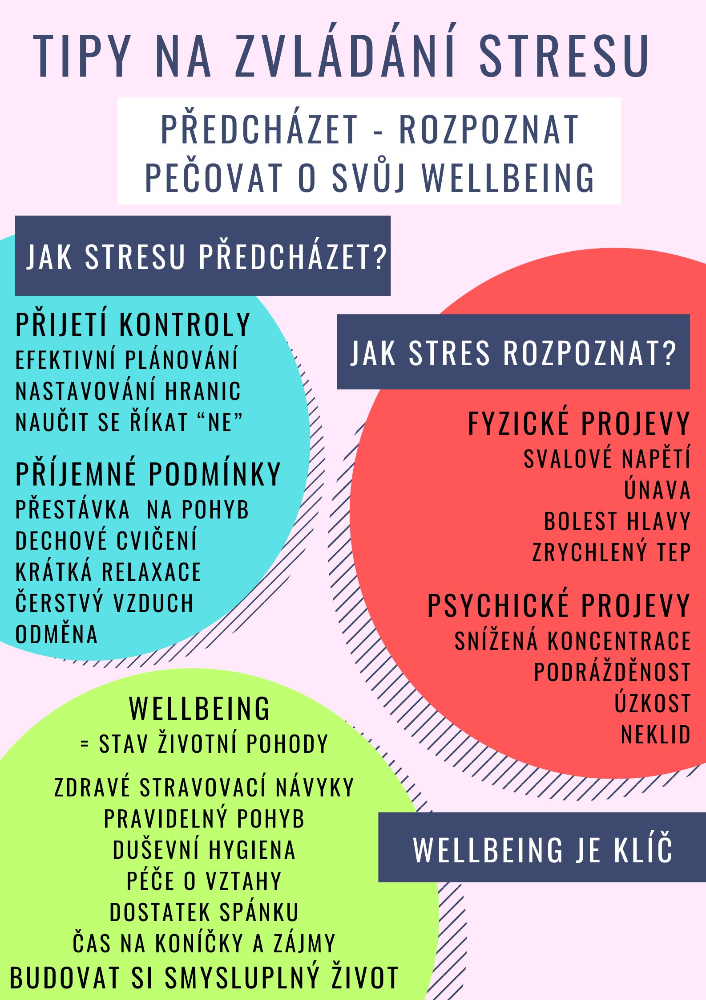 TIPY NA ZVLÁDÁNÍ STRESU
PŘEDCHÁZET - ROZPOZNAT
PEČOVAT O SVŮJ WELLBEING
JAK STRESU PŘEDCHÁZET?
PŘIJETÍ KONTROLY
EFEKTIVNÍ PLÁNOVÁNÍ
NASTAVOVÁNÍ HRANIC
NAUČIT SE ŘÍKAT “NE”
PŘÍJEMNÉ PODMÍNKY
PŘESTÁVKA NA POHYB
DECHOVÉ CVIČENÍ
KRÁTKÁ RELAXACE
ČERSTVÝ VZDUCH
ODMĚNA
JAK STRES ROZPOZNAT?
FYZICKÉ PROJEVY
SVALOVÉ NAPĚTÍ
ÚNAVA
BOLEST HLAVY
ZRYCHLENÝ TEP
PSYCHICKÉ PROJEVY
SNÍŽENÁ KONCENTRACE
PODRÁŽDĚNOST
ÚZKOST
NEKLID
WELLBEING JE KLÍČ
WELLBEING
= STAV ŽIVOTNÍ POHODY
ZDRAVÉ STRAVOVACÍ NÁVYKY
PRAVIDELNÝ POHYB
DUŠEVNÍ HYGIENA
PÉČE O VZTAHY
DOSTATEK SPÁNKU
ČAS NA KONÍČKY A ZÁJMY
BUDOVAT SI SMYSLUPLNÝ ŽIVOT